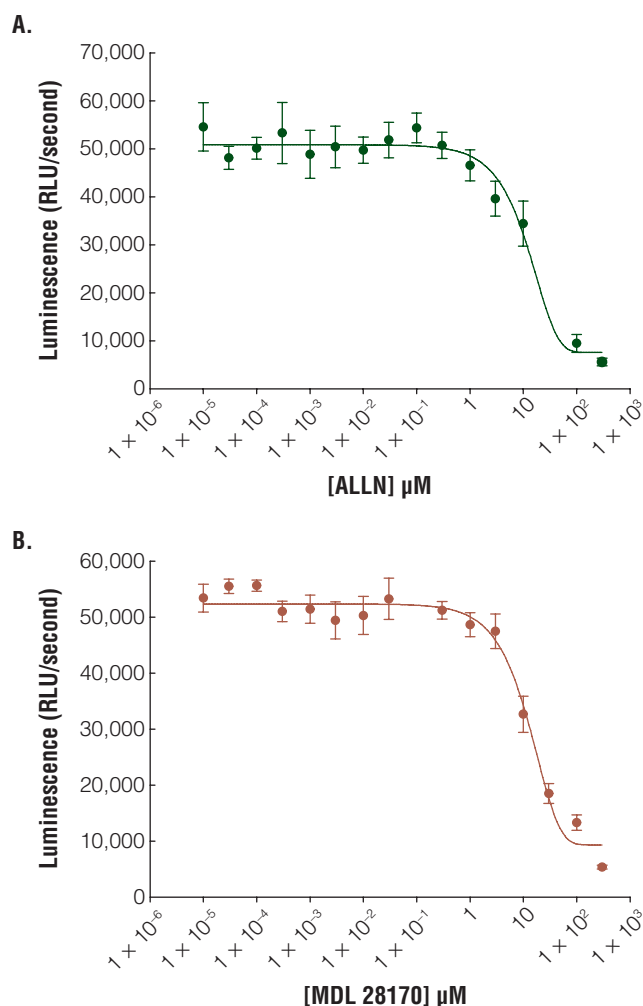 A.
Luminescence (RLU/second)
70,000
60,000
50,000
40,000
30,000
20,000
10,000
0
1 × 10⁻⁶
1 × 10⁻⁵
1 × 10⁻⁴
1 × 10⁻³
1 × 10⁻²
1 × 10⁻¹
1
10
1 × 10²
1 × 10³
[ALLN] µM
B.
Luminescence (RLU/second)
60,000
50,000
40,000
30,000
20,000
10,000
0
1 × 10⁻⁶
1 × 10⁻⁵
1 × 10⁻⁴
1 × 10⁻³
1 × 10⁻²
1 × 10⁻¹
1
10
1 × 10²
1 × 10³
[MDL 28170] µM